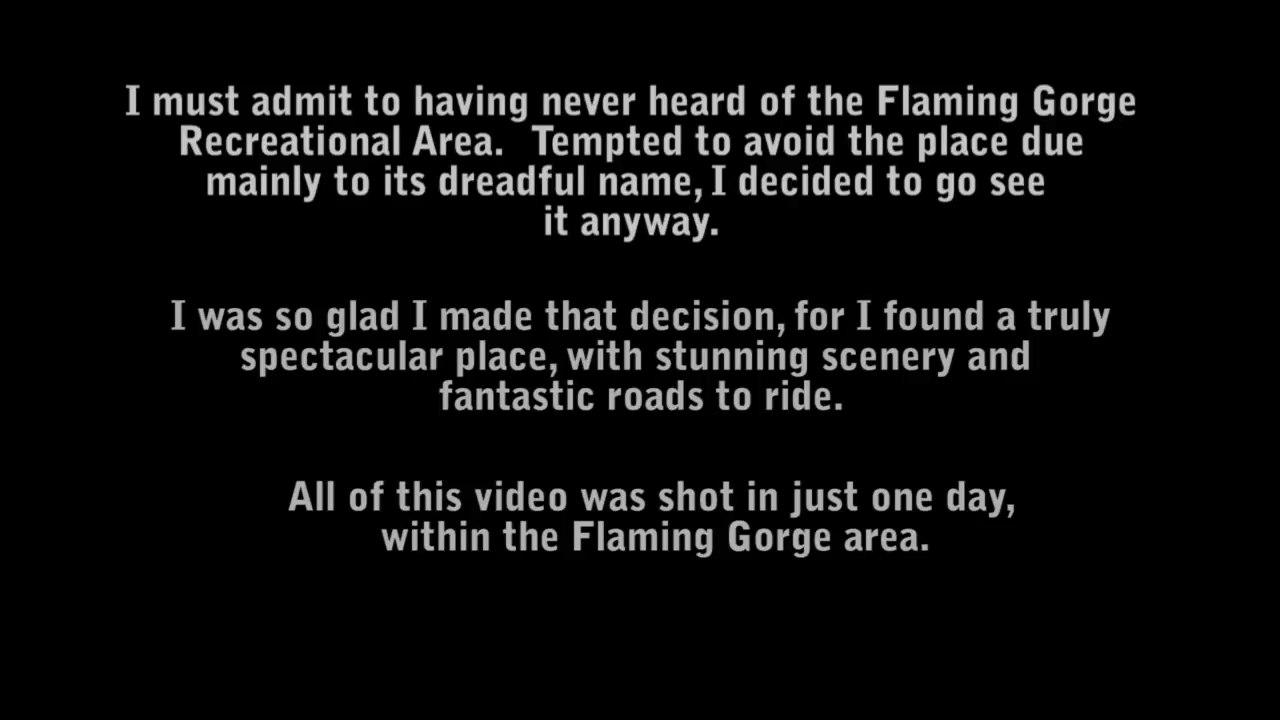 I must admit to having never heard of the Flaming Gorge
Recreational Area.  Tempted to avoid the place due
mainly to its dreadful name, I decided to go see
it anyway.
I was so glad I made that decision, for I found a truly
spectacular place, with stunning scenery and
fantastic roads to ride.
All of this video was shot in just one day,
within the Flaming Gorge area.